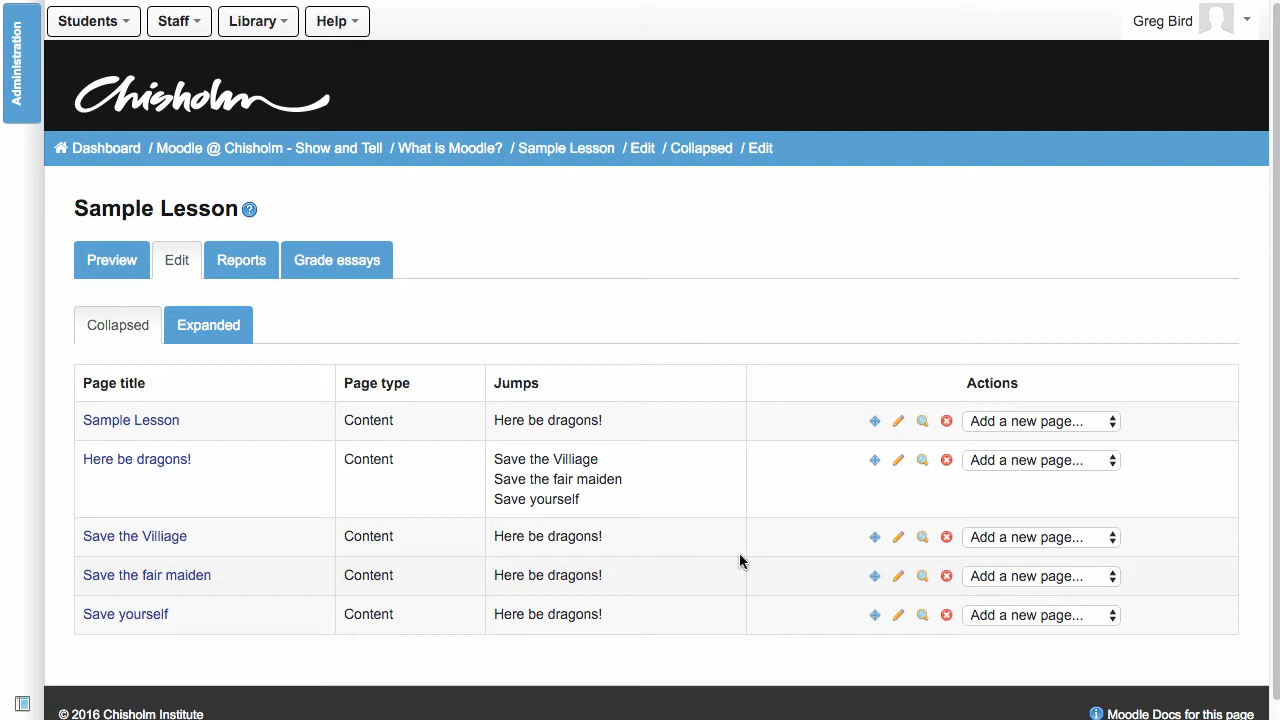 Administration
Students Staff Library Help Greg Bird
Chisholm
Dashboard / Moodle @ Chisholm - Show and Tell / What is Moodle? / Sample Lesson / Edit / Collapsed / Edit
Sample Lesson
Preview Edit Reports Grade essays
Collapsed Expanded
Page title Page type Jumps Actions
Sample Lesson Content Here be dragons! Add a new page...
Here be dragons! Content Save the Village Add a new page...
Save the fair maiden
Save yourself
Save the Villiage Content Here be dragons! Add a new page...
Save the fair maiden Content Here be dragons! Add a new page...
Save yourself Content Here be dragons! Add a new page...
© 2016 Chisholm Institute Moodle Docs for this page